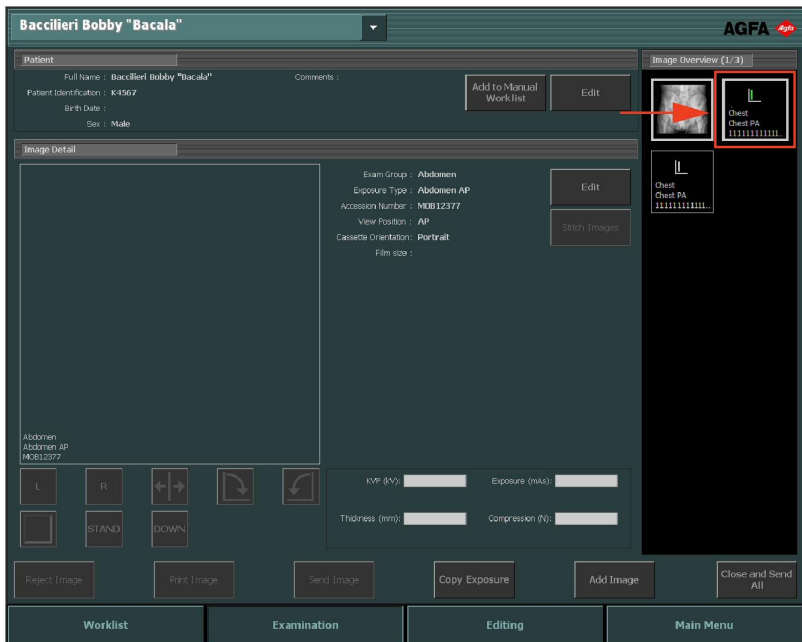 Baccilieri Bobby "Bacala"
AGFA
Agfa
Patient
Full Name : Baccilieri Bobby "Bacala"
Comments :
Patient Identification : K4567
Birth Date :
Sex : Male
Add to Manual
Worklist
Edit
Image Detail
Exam Group : Abdomen
Exposure Type : Abdomen AP
Accession Number : MOB12377
View Position : AP
Cassette Orientation: Portrait
Film size :
Edit
Stitch Images
Abdomen
Abdomen AP
MOB12377
L
R
STAND
DOWN
KVP (kV):
Exposure (mAs):
Thickness (mm):
Compression (N):
Reject Image
Print Image
Send Image
Copy Exposure
Add Image
Close and Send
All
Image Overview (1/3)
Chest
Chest PA
111111111111..
Chest
Chest PA
111111111111..
Worklist
Examination
Editing
Main Menu